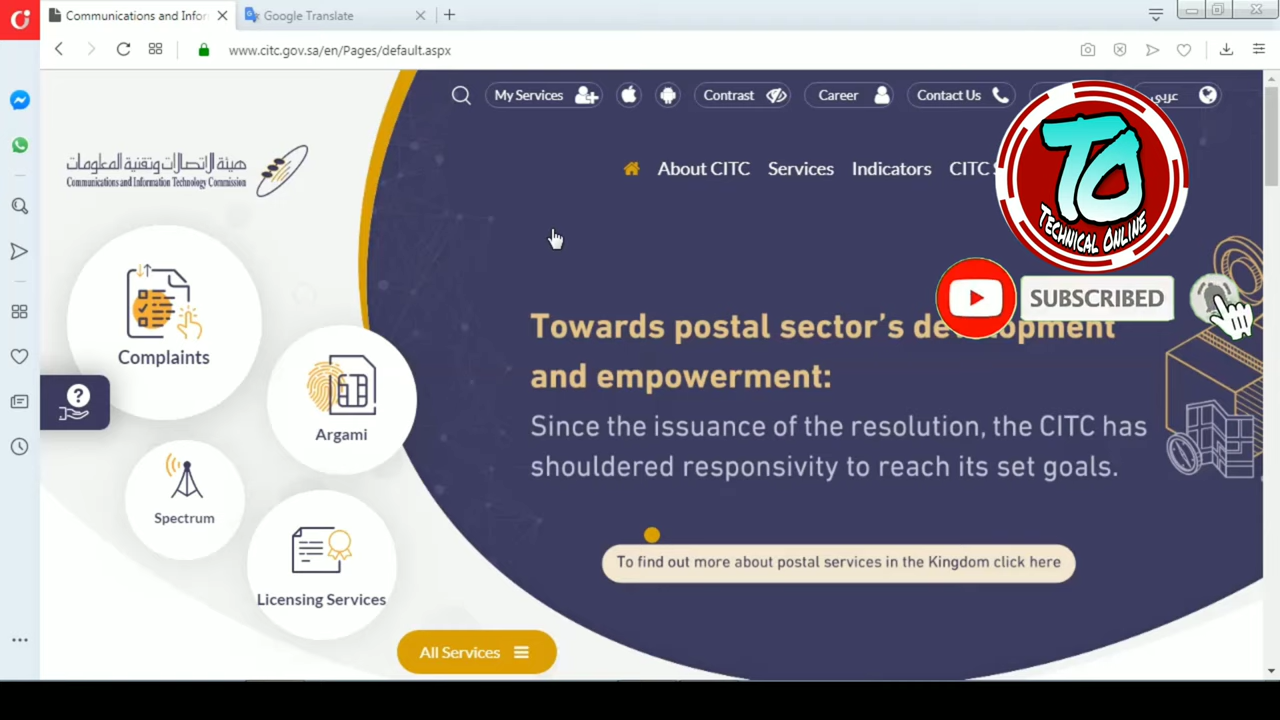 Communications and Infor
Google Translate
www.citc.gov.sa/en/Pages/default.aspx
My Services
Contrast
Career
Contact Us
عربي
هيئة الاتصالات وتقنية المعلومات
Communications and Information Technology Commission
About CITC
Services
Indicators
CITC
TO
TECHNICAL ONLINE
SUBSCRIBED
Complaints
Argami
Spectrum
Licensing Services
All Services
Towards postal sector's development
and empowerment:
Since the issuance of the resolution, the CITC has
shouldered responsivity to reach its set goals.
To find out more about postal services in the Kingdom click here